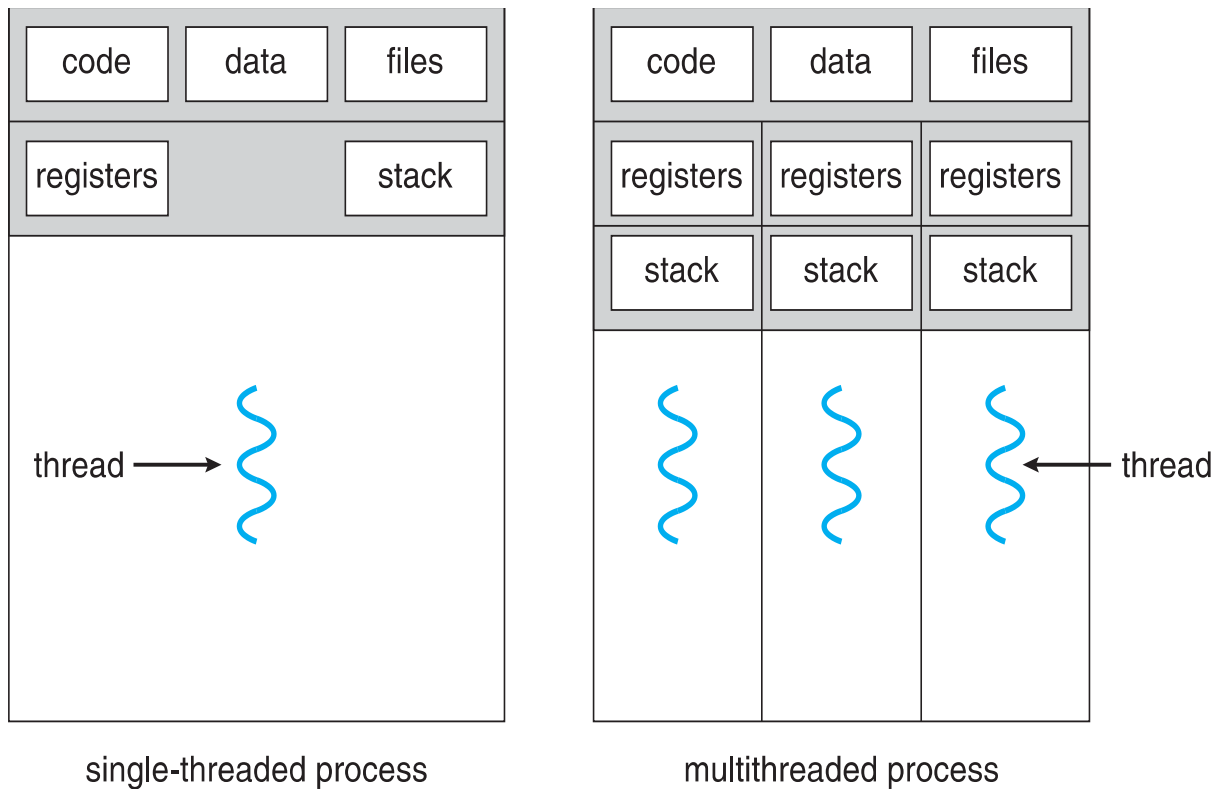 code data files
registers stack
thread
single-threaded process
code data files
registers registers registers
stack stack stack
thread
multithreaded process